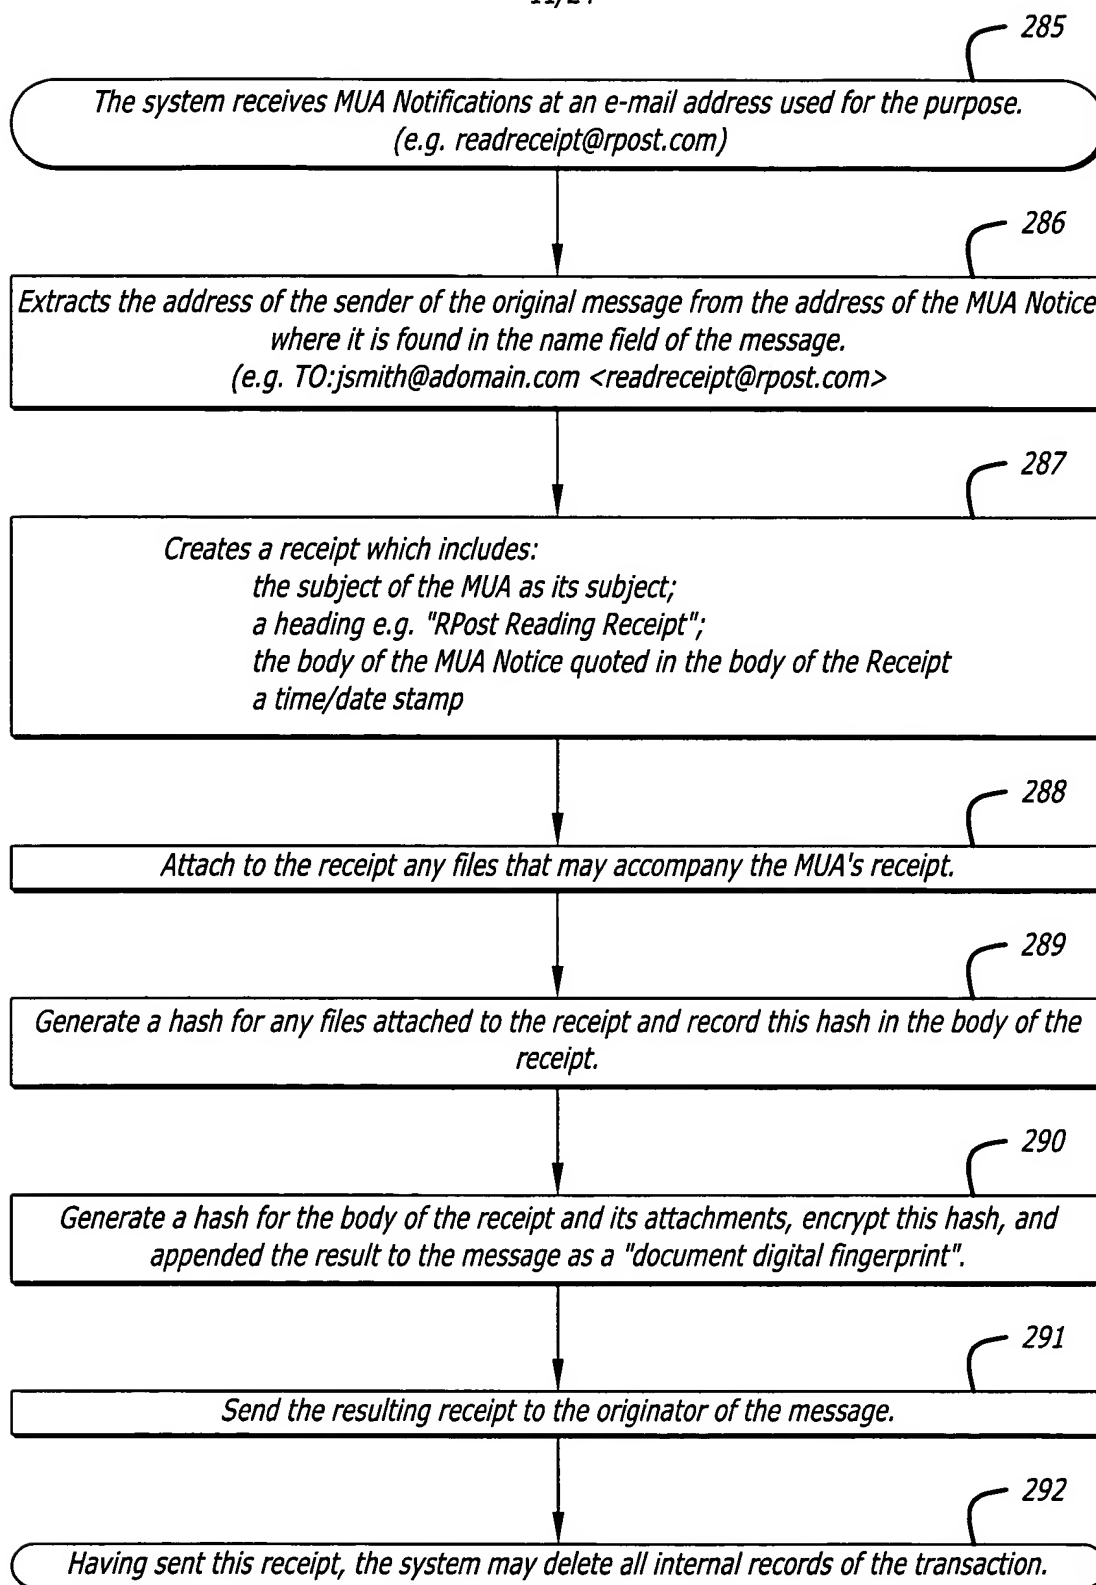 285
The system receives MUA Notifications at an e-mail address used for the purpose.
(e.g. readreceipt@rpost.com)
286
Extracts the address of the sender of the original message from the address of the MUA Notice
where it is found in the name field of the message.
(e.g. TO:jsmith@adomain.com <readreceipt@rpost.com>
287
Creates a receipt which includes:
the subject of the MUA as its subject;
a heading e.g. "RPost Reading Receipt";
the body of the MUA Notice quoted in the body of the Receipt
a time/date stamp
288
Attach to the receipt any files that may accompany the MUA's receipt.
289
Generate a hash for any files attached to the receipt and record this hash in the body of the
receipt.
290
Generate a hash for the body of the receipt and its attachments, encrypt this hash, and
appended the result to the message as a "document digital fingerprint".
291
Send the resulting receipt to the originator of the message.
292
Having sent this receipt, the system may delete all internal records of the transaction.